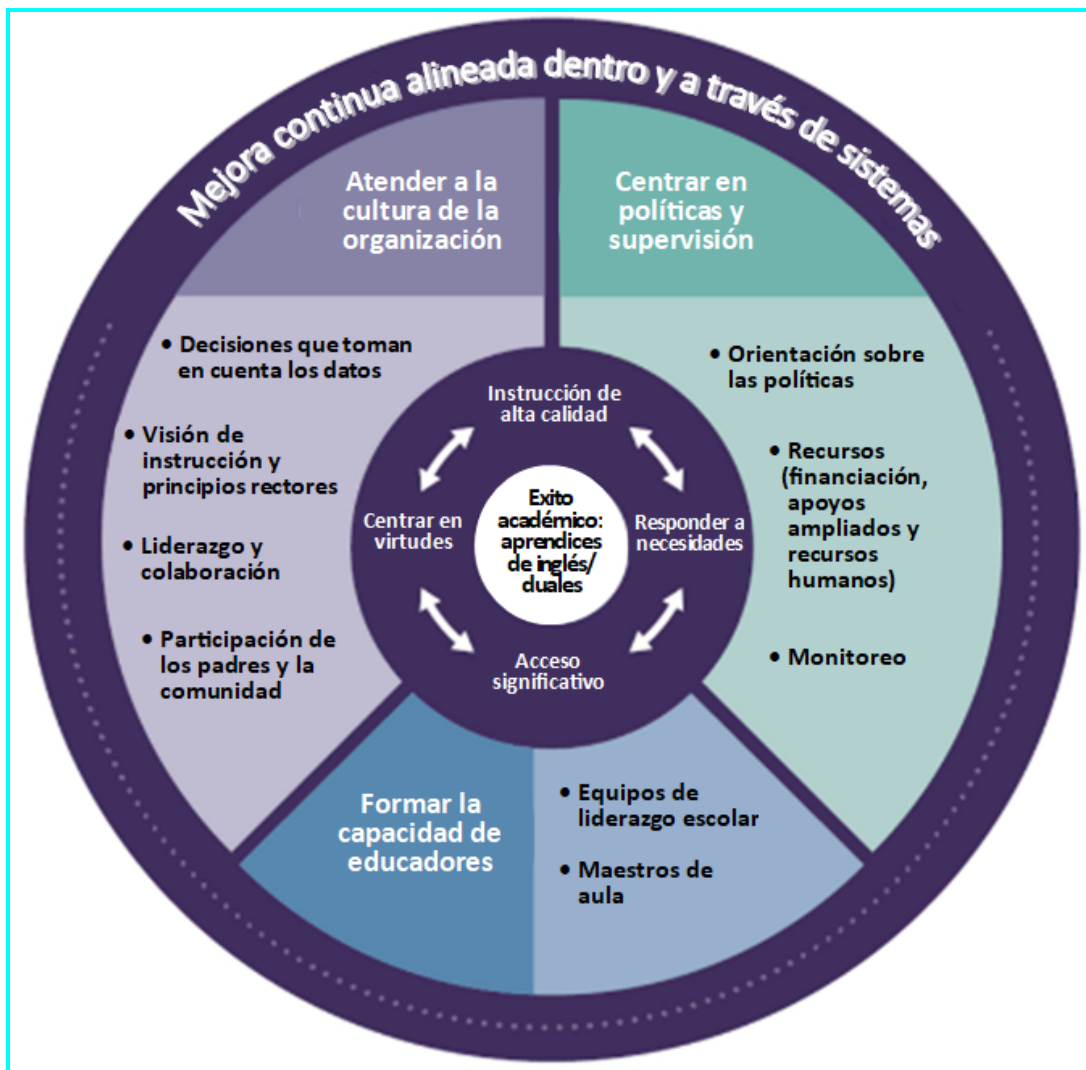 Mejora continua alineada dentro y a través de sistemas
Atender a la
cultura de la
organización
Centrar en
políticas y
supervisión
• Decisiones que toman
en cuenta los datos
• Visión de
instrucción y
principios rectores
• Liderazgo y
colaboración
• Participación de
los padres y la
comunidad
• Orientación sobre
las políticas
• Recursos
(financiación,
apoyos
ampliados y
recursos
humanos)
• Monitoreo
Instrucción de
alta calidad
Centrar en
virtudes
Exito
académico:
aprendices
de inglés/
duales
Responder a
necesidades
Acceso
significativo
Formar la
capacidad de
educadores
• Equipos de
liderazgo escolar
• Maestros de
aula